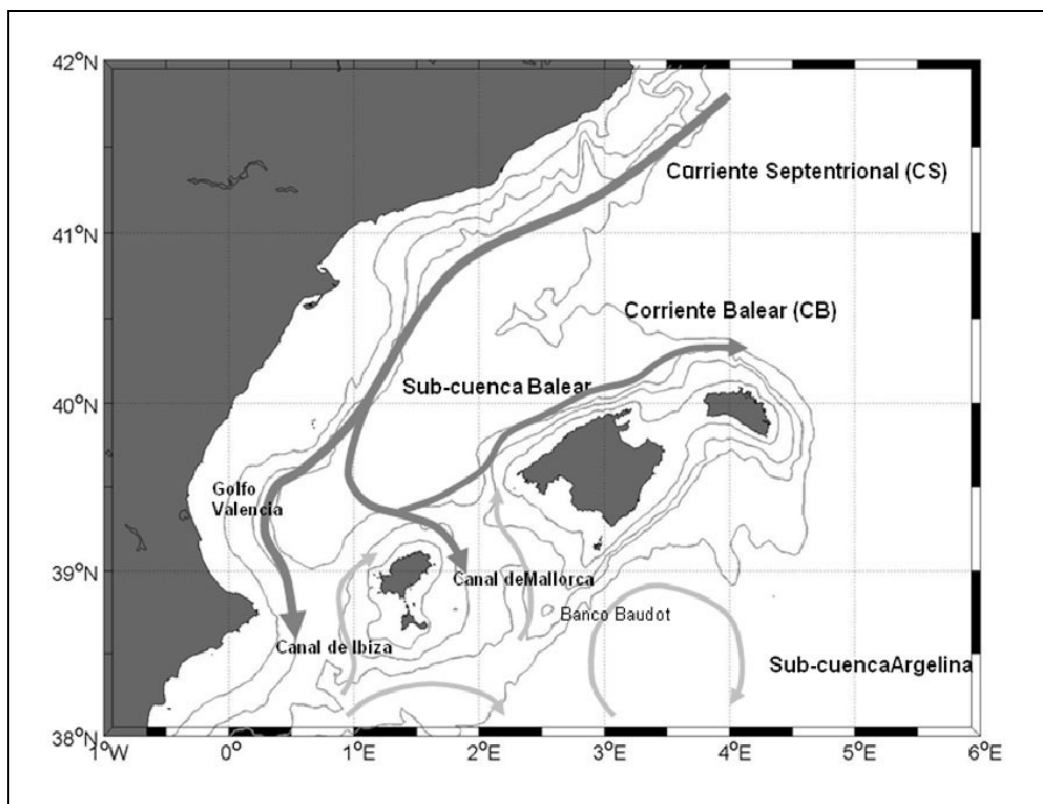 42°N
Corriente Septentrional (CS)
41°N
Corriente Balear (CB)
Sub-cuenca Balear
40°N
Golfo
Valencia
39°N
Canal deMallorca
Banco Baudot
Canal de Ibiza
Sub-cuencaArgelina
38°N
1°W
0°
1°E
2°E
3°E
4°E
5°E
6°E